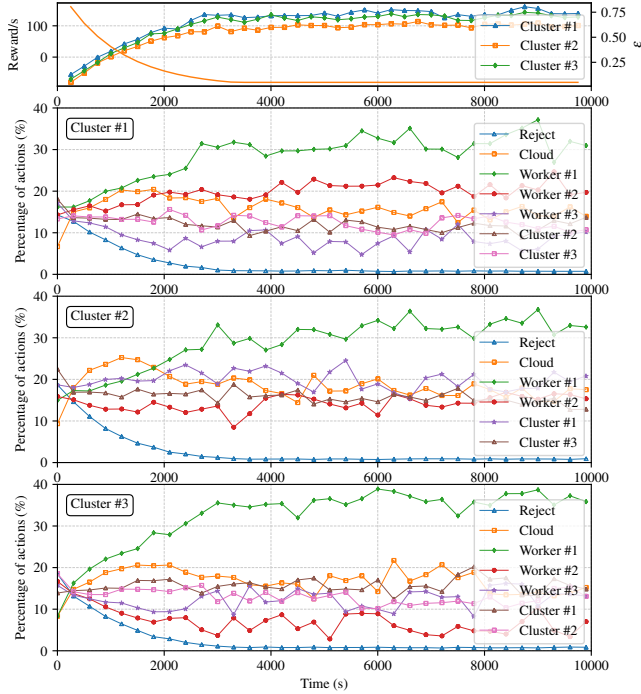 100
0
Reward/s
0.75
0.50
0.25
ε
Cluster #1
Cluster #2
Cluster #3
0 2000 4000 6000 8000 10000
Cluster #1
Percentage of actions (%)
40
30
20
10
0
Reject
Cloud
Worker #1
Worker #2
Worker #3
Cluster #2
Cluster #3
0 2000 4000 6000 8000 10000
Cluster #2
Percentage of actions (%)
40
30
20
10
0
Reject
Cloud
Worker #1
Worker #2
Cluster #1
Cluster #3
0 2000 4000 6000 8000 10000
Cluster #3
Percentage of actions (%)
40
30
20
10
0
Reject
Cloud
Worker #1
Worker #2
Worker #3
Cluster #1
Cluster #2
0 2000 4000 6000 8000 10000
Time (s)